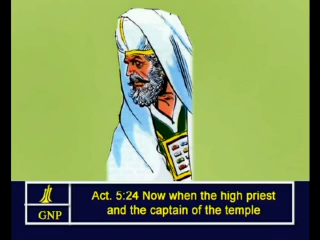 Act. 5:24 Now when the high priest
and the captain of the temple
GNP